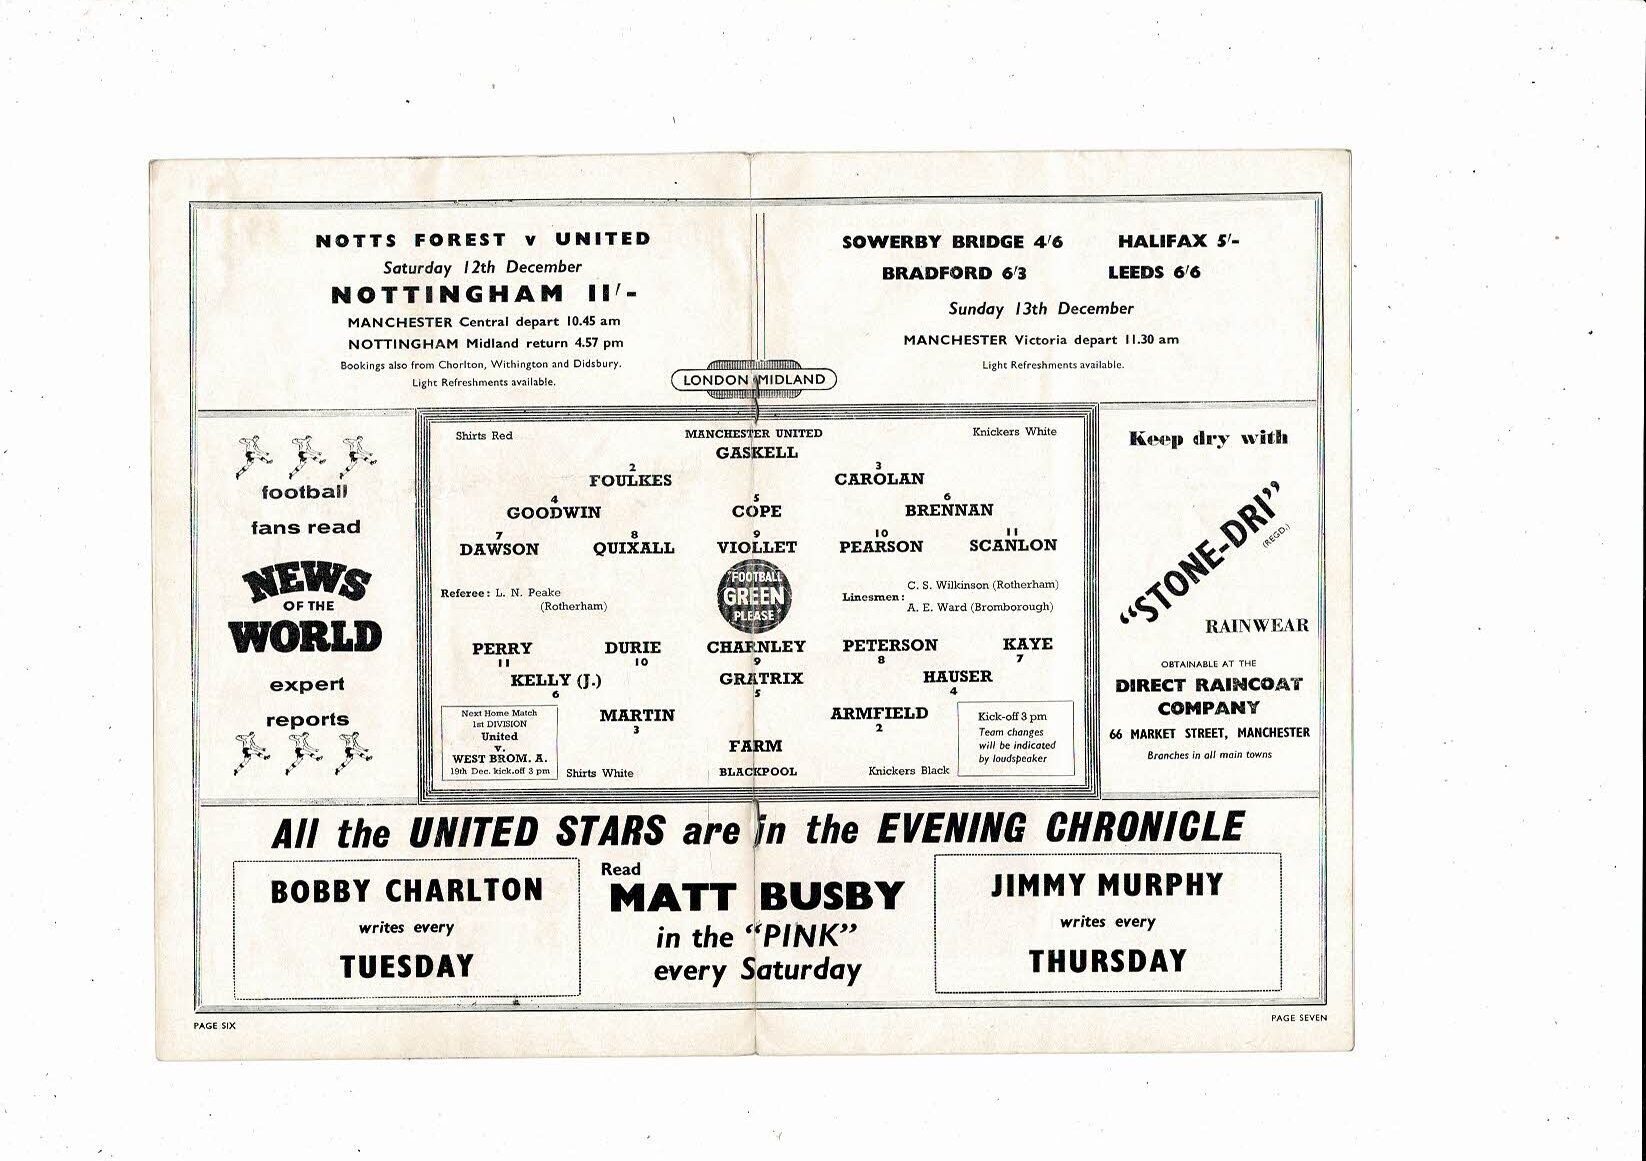 NOTTS FOREST v UNITED
Saturday 12th December
NOTTINGHAM 11/-
MANCHESTER Central depart 10.45 am
NOTTINGHAM Midland return 4.57 pm
Bookings also from Chorlton, Withington and Didsbury.
Light Refreshments available.
SOWERBY BRIDGE 4/6 HALIFAX 5/-
BRADFORD 6/3 LEEDS 6/6
Sunday 13th December
MANCHESTER Victoria depart 11.30 am
Light Refreshments available.
LONDON MIDLAND
football
fans read
NEWS
OF THE
WORLD
expert
reports
Shirts Red MANCHESTER UNITED Knickers White
GASKELL
2 3
FOULKES CAROLAN
4 5 6
GOODWIN COPE BRENNAN
7 8 9 10 11
DAWSON QUIXALL VIOLLET PEARSON SCANLON
Referee: L. N. Peake
(Rotherham)
"FOOTBALL
GREEN
PLEASE"
Linesmen: C. S. Wilkinson (Rotherham)
A. E. Ward (Bromborough)
PERRY DURIE CHARNLEY PETERSON KAYE
11 10 9 8 7
KELLY (J.) GRATRIX HAUSER
6 5 4
MARTIN ARMFIELD
3 2
FARM
Next Home Match
1st DIVISION
United
v.
WEST BROM. A.
19th Dec. kick-off 3 pm
Shirts White BLACKPOOL Knickers Black
Kick-off 3 pm
Team changes
will be indicated
by loudspeaker
Keep dry with
"STONE-DRI"
(REGD.)
RAINWEAR
OBTAINABLE AT THE
DIRECT RAINCOAT
COMPANY
66 MARKET STREET, MANCHESTER
Branches in all main towns
All the UNITED STARS are in the EVENING CHRONICLE
BOBBY CHARLTON
writes every
TUESDAY
Read
MATT BUSBY
in the "PINK"
every Saturday
JIMMY MURPHY
writes every
THURSDAY
PAGE SIX
PAGE SEVEN